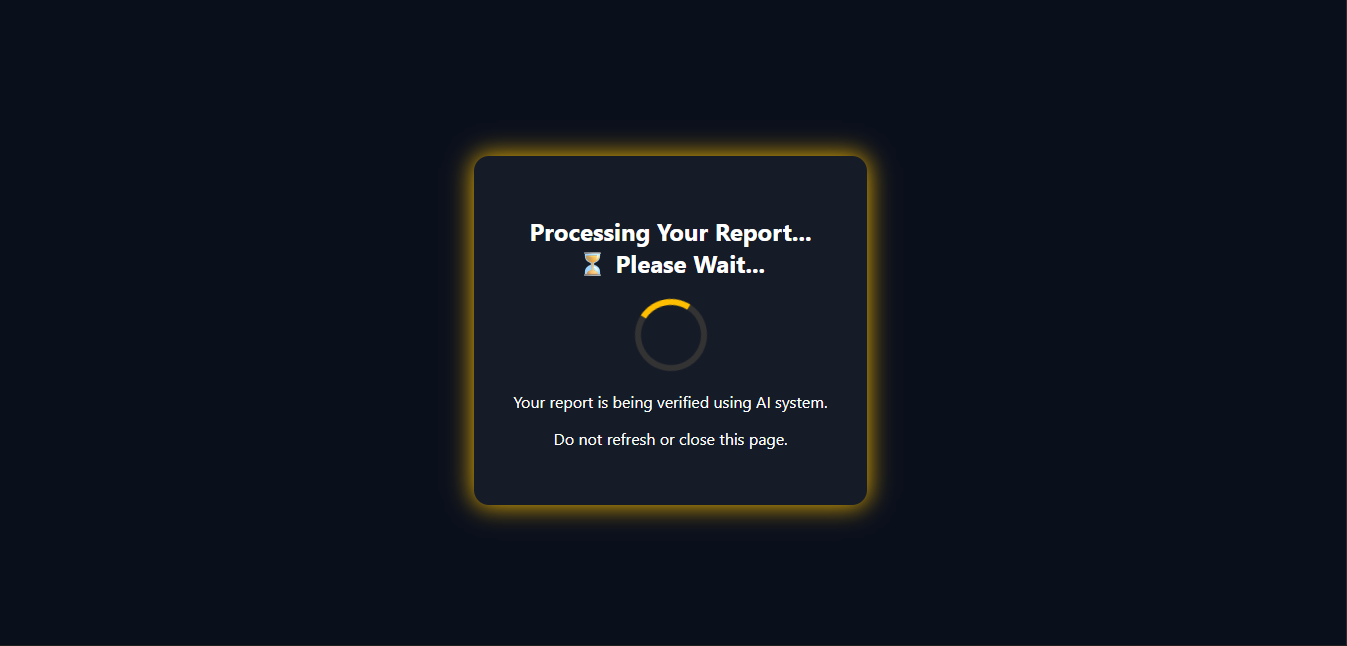 Processing Your Report...
⏳ Please Wait...
Your report is being verified using AI system.
Do not refresh or close this page.